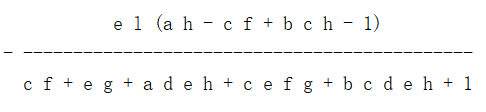 e l (a h - c f + b c h - 1)
- -----------------------------------------------
c f + e g + a d e h + c e f g + b c d e h + 1